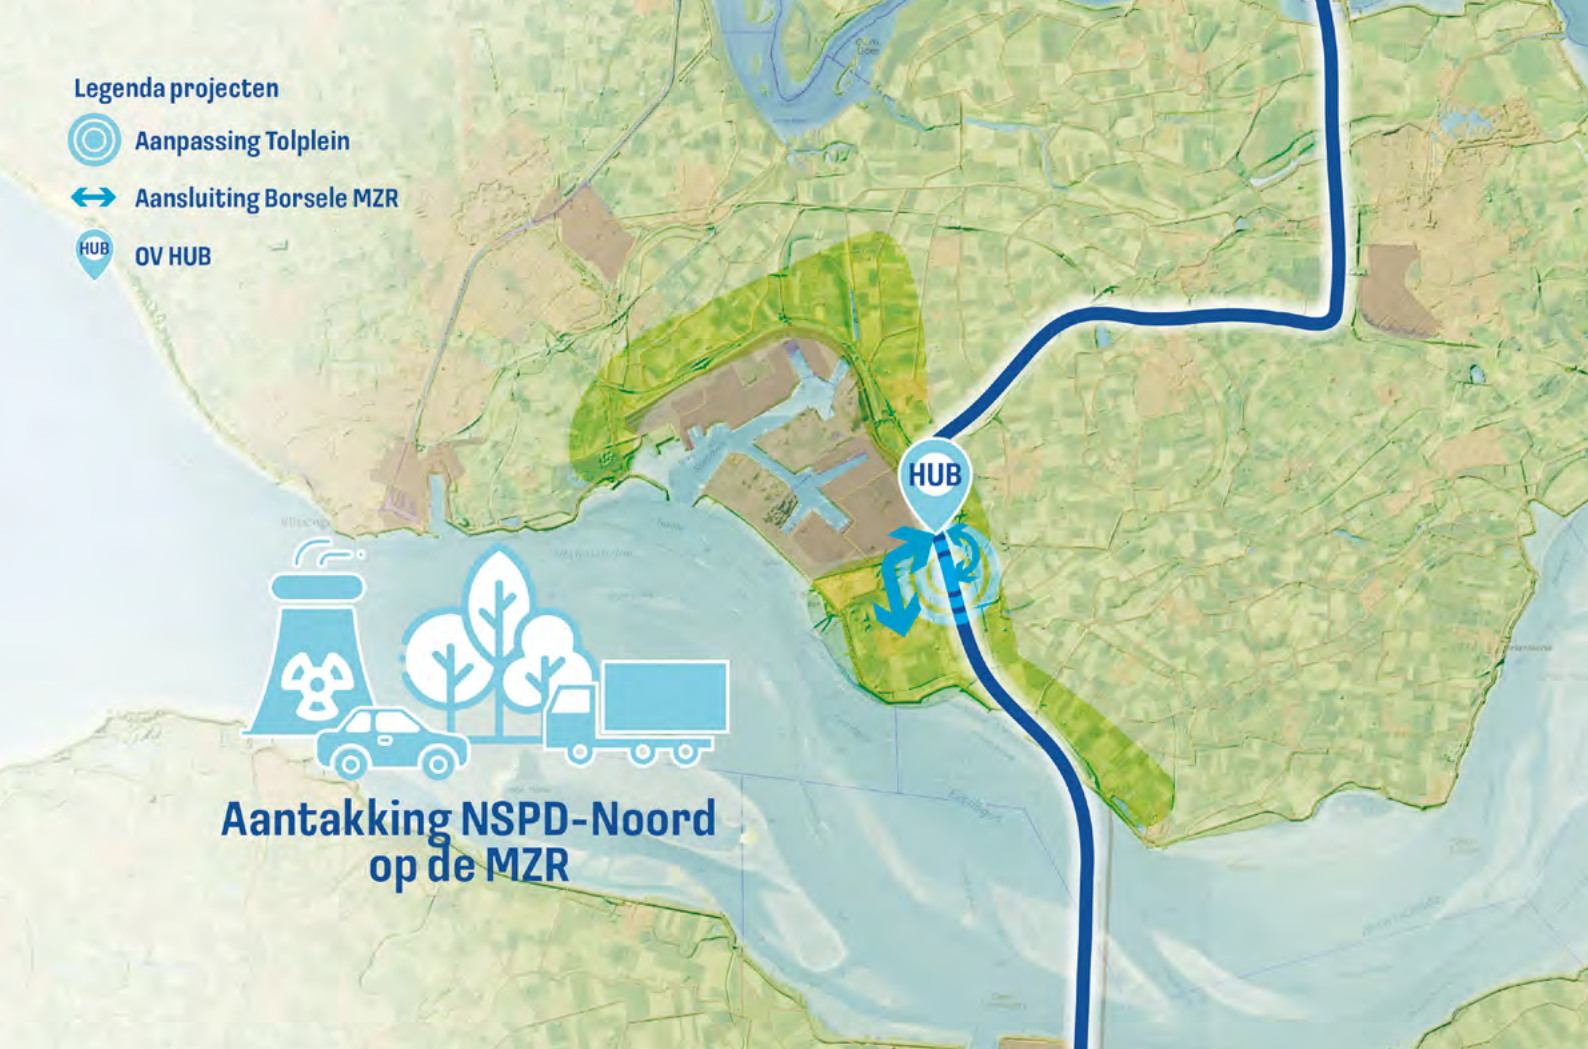 Legenda projecten
Aanpassing Tolplein
Aansluiting Borsele MZR
HUB
OV HUB
HUB
Aantakking NSPD-Noord
op de MZR